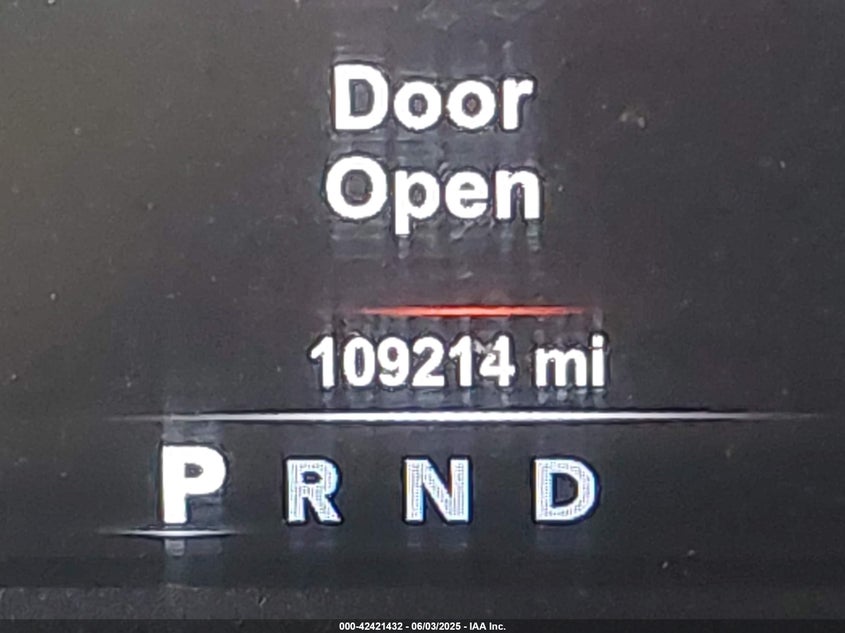 Door
Open
109214 mi
P R N D
000-42421432 - 06/03/2025 - IAA Inc.